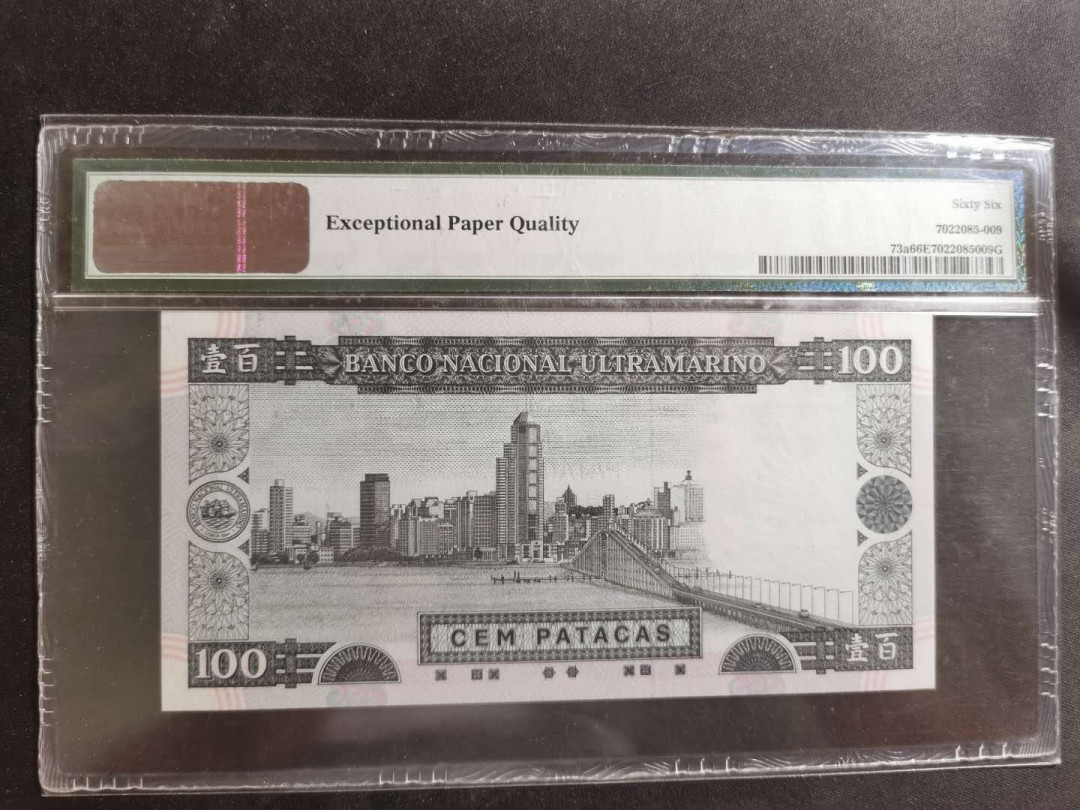 Exceptional Paper Quality
Sixty Six
7022085-009
73a66E7022085009G
壹百
BANCO NACIONAL ULTRAMARINO
100
CEM PATACAS
100
壹百